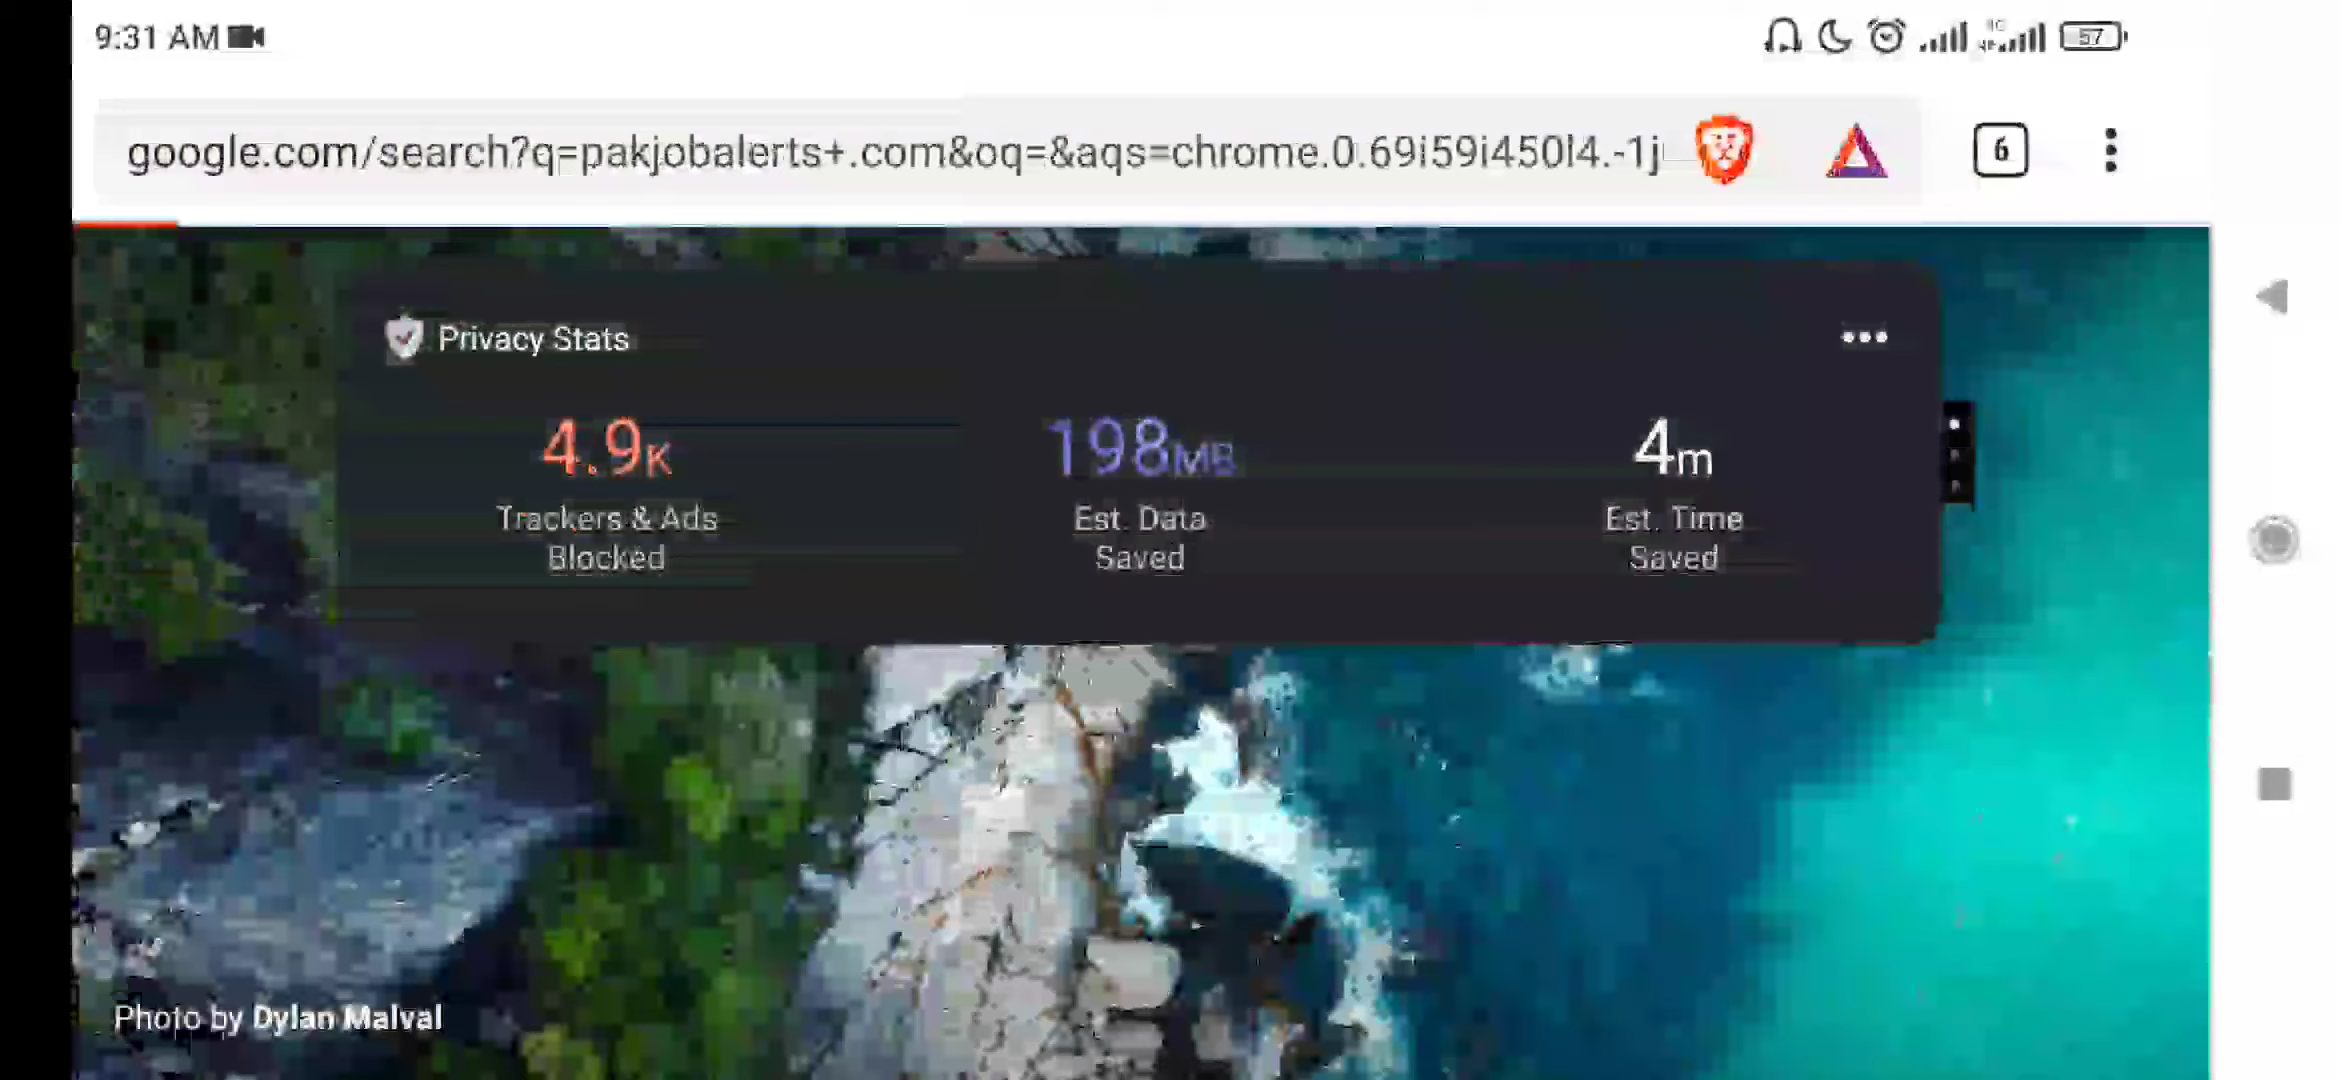 9:31 AM
57
google.com/search?q=pakjobalerts+.com&oq=&aqs=chrome.0.69i59i450l4.-1j
6
Privacy Stats
4.9K
198MB
4m
Trackers & Ads
Blocked
Est. Data
Saved
Est. Time
Saved
Photo by Dylan Malval